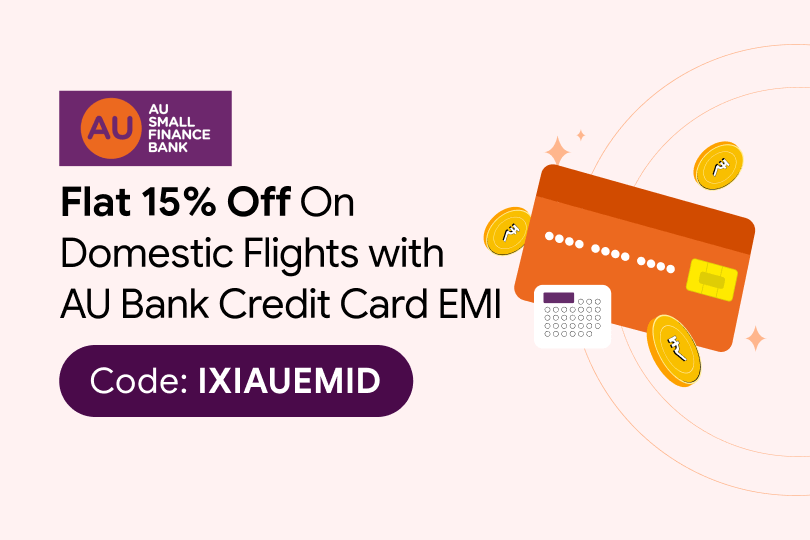 AU
AU
SMALL
FINANCE
BANK
Flat 15% Off On
Domestic Flights with
AU Bank Credit Card EMI
Code: IXIAUEMID